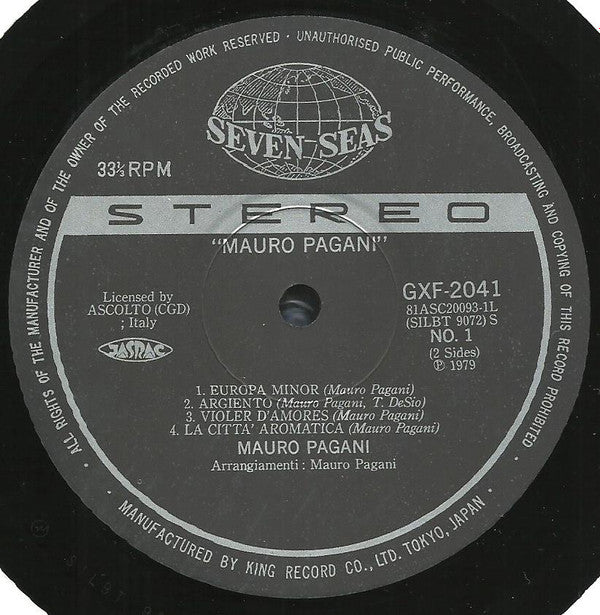 · ALL RIGHTS OF THE MANUFACTURER AND OF THE OWNER OF THE RECORDED WORK RESERVED · UNAUTHORISED PUBLIC PERFORMANCE, BROADCASTING AND COPYING OF THIS RECORD PROHIBITED ·
SEVEN SEAS
33⅓ RPM
STEREO
"MAURO PAGANI"
Licensed by
ASCOLTO (CGD)
; Italy
JASRAC
GXF-2041
81ASC20093-1L
(SILBT 9072) S
NO. 1
(2 Sides)
℗ 1979
1. EUROPA MINOR (Mauro Pagani)
2. ARGIENTO (Mauro Pagani, T. DeSio)
3. VIOLER D'AMORES (Mauro Pagani)
4. LA CITTA' AROMATICA (Mauro Pagani)
MAURO PAGANI
Arrangiamenti : Mauro Pagani
MANUFACTURED BY KING RECORD CO., LTD. TOKYO, JAPAN ·